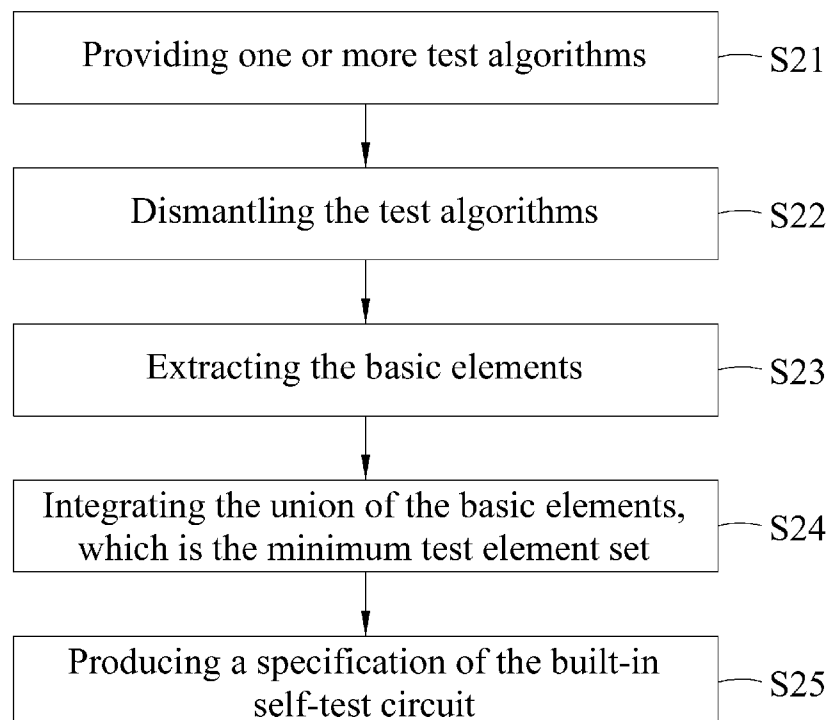 Providing one or more test algorithms
S21
Dismantling the test algorithms
S22
Extracting the basic elements
S23
Integrating the union of the basic elements,
which is the minimum test element set
S24
Producing a specification of the built-in
self-test circuit
S25